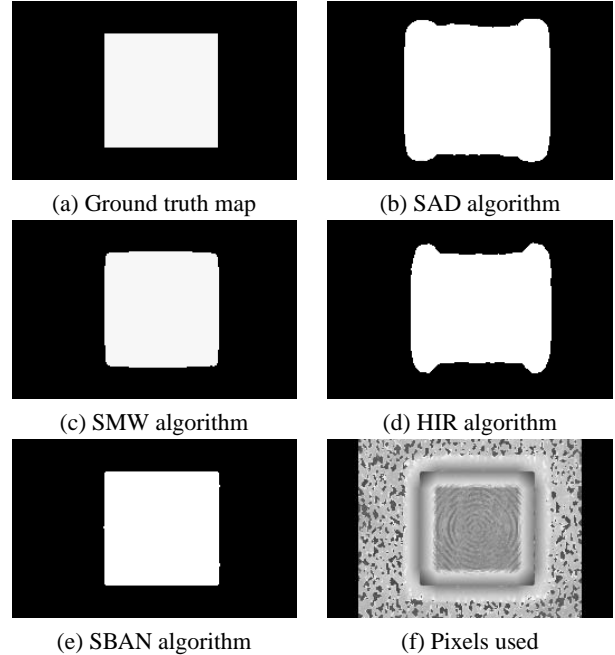 (a) Ground truth map
(b) SAD algorithm
(c) SMW algorithm
(d) HIR algorithm
(e) SBAN algorithm
(f) Pixels used